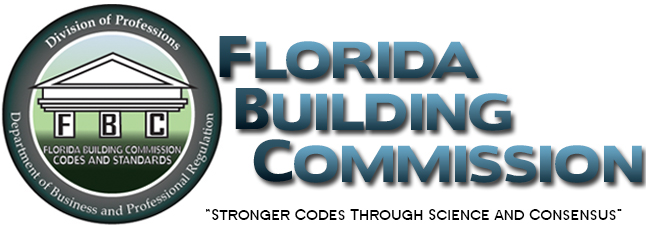 Division of Professions
F B C
FLORIDA BUILDING COMMISSION
CODES AND STANDARDS
Department of Business and Professional Regulation
FLORIDA
BUILDING
COMMISSION
"STRONGER CODES THROUGH SCIENCE AND CONSENSUS"